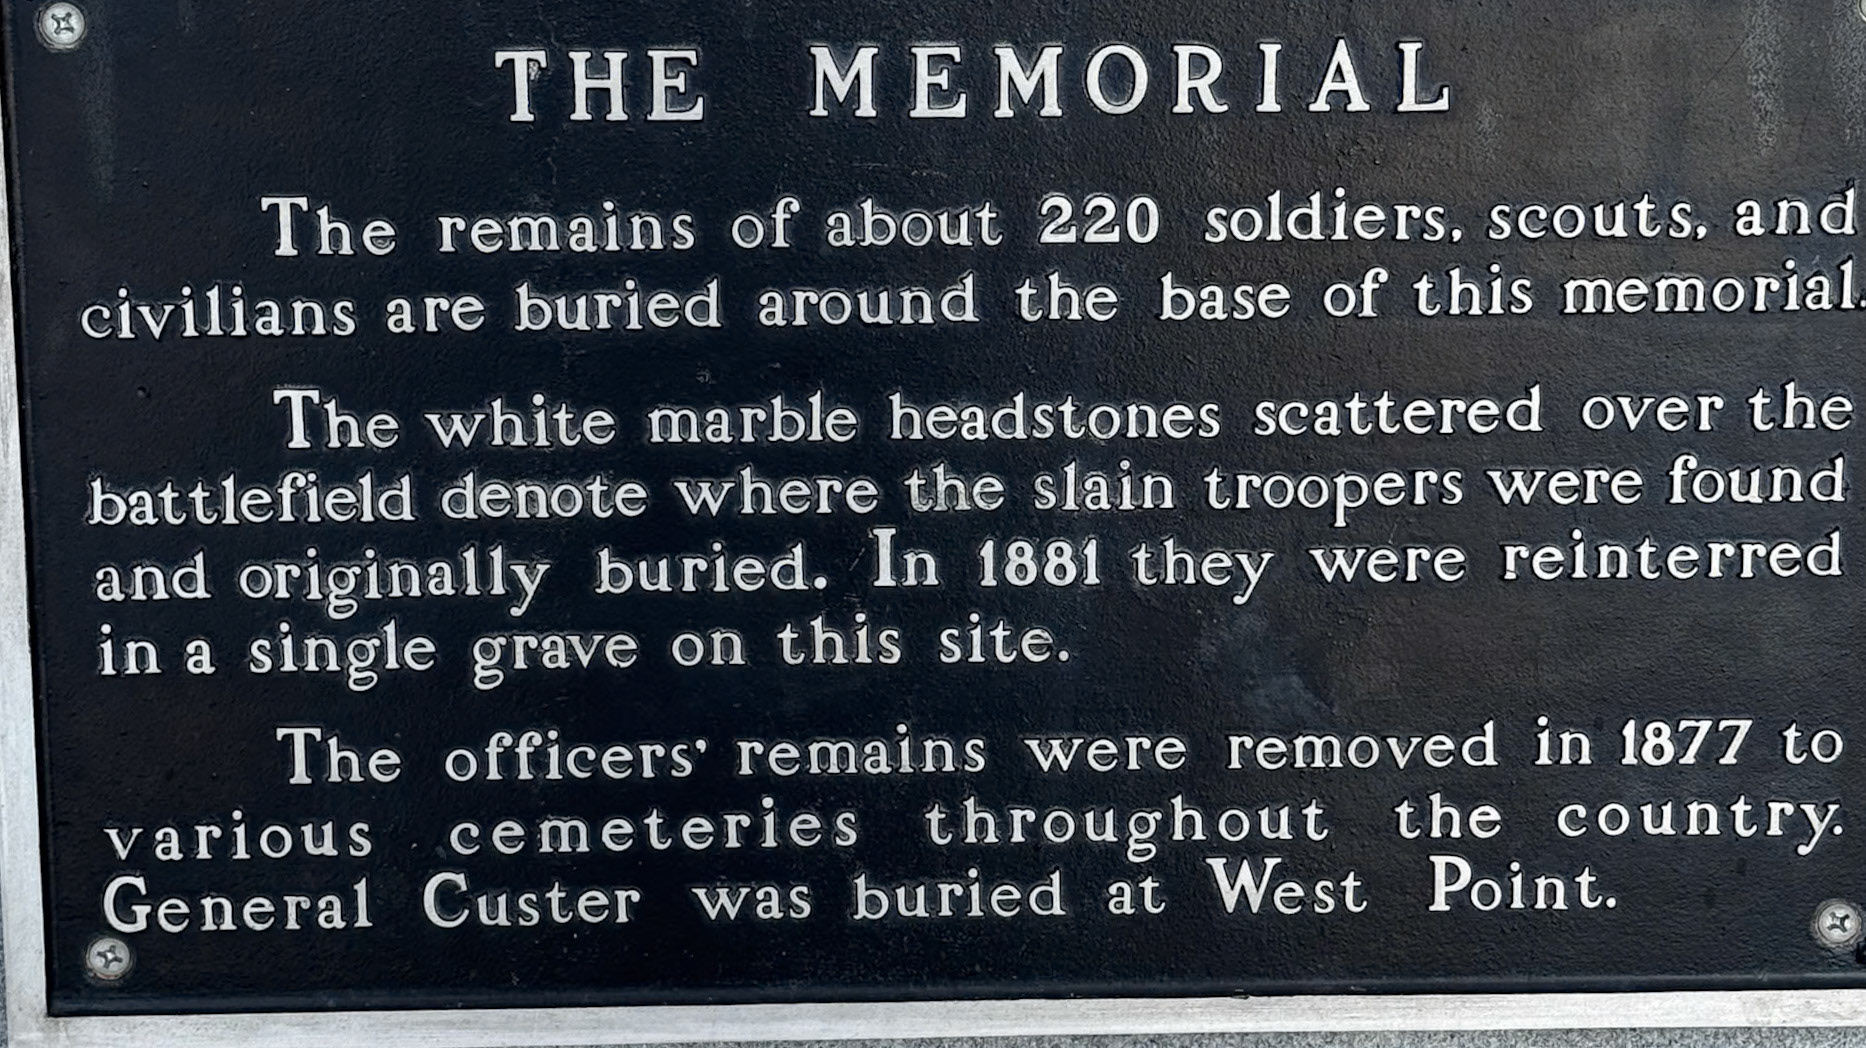 THE MEMORIAL
The remains of about 220 soldiers, scouts, and
civilians are buried around the base of this memorial.
The white marble headstones scattered over the
battlefield denote where the slain troopers were found
and originally buried. In 1881 they were reinterred
in a single grave on this site.
The officers' remains were removed in 1877 to
various cemeteries throughout the country.
General Custer was buried at West Point.